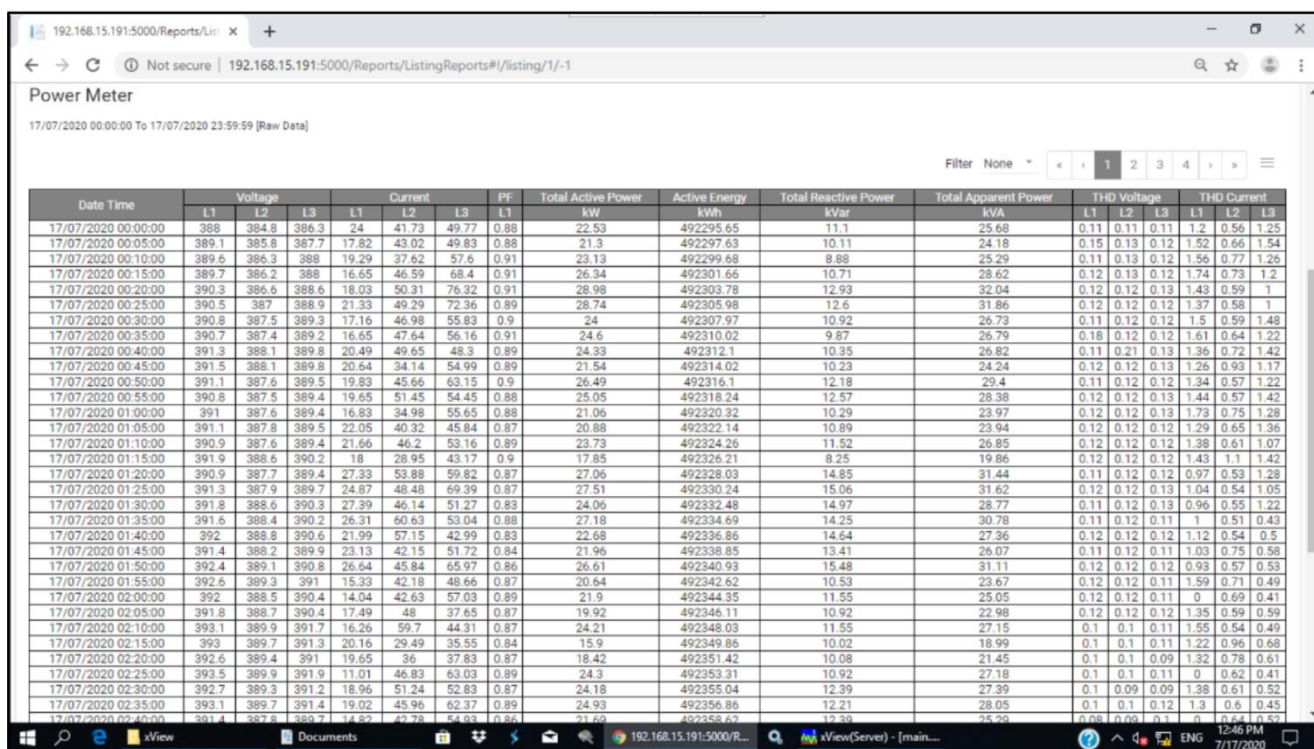 192.168.15.191:5000/Reports/Lis
Not secure | 192.168.15.191:5000/Reports/ListingReports#!/listing/1/-1
Power Meter
17/07/2020 00:00:00 To 17/07/2020 23:59:59 [Raw Data]
Filter None « ‹ 1 2 3 4 › »
Date Time Voltage Current PF Total Active Power Active Energy Total Reactive Power Total Apparent Power THD Voltage THD Current
L1 L2 L3 L1 L2 L3 L1 kW kWh kVar kVA L1 L2 L3 L1 L2 L3
17/07/2020 00:00:00 388 384.8 386.3 24 41.73 49.77 0.88 22.53 492295.65 11.1 25.68 0.11 0.11 0.11 1.2 0.56 1.25
17/07/2020 00:05:00 389.1 385.8 387.7 17.82 43.02 49.83 0.88 21.3 492297.63 10.11 24.18 0.15 0.13 0.12 1.52 0.66 1.54
17/07/2020 00:10:00 389.6 386.3 388 19.29 37.62 57.6 0.91 23.13 492299.68 8.88 25.29 0.11 0.13 0.12 1.56 0.77 1.26
17/07/2020 00:15:00 389.7 386.2 388 16.65 46.59 68.4 0.91 26.34 492301.66 10.71 28.62 0.12 0.13 0.12 1.74 0.73 1.2
17/07/2020 00:20:00 390.3 386.6 388.6 18.03 50.31 76.32 0.91 28.98 492303.78 12.93 32.04 0.12 0.12 0.13 1.43 0.59 1
17/07/2020 00:25:00 390.5 387 388.9 21.33 49.29 72.36 0.89 28.74 492305.98 12.6 31.86 0.12 0.12 0.12 1.37 0.58 1
17/07/2020 00:30:00 390.8 387.5 389.3 17.16 46.98 55.83 0.9 24 492307.97 10.92 26.73 0.11 0.12 0.12 1.5 0.59 1.48
17/07/2020 00:35:00 390.7 387.4 389.2 16.65 47.64 56.16 0.91 24.6 492310.02 9.87 26.79 0.18 0.12 0.12 1.61 0.64 1.22
17/07/2020 00:40:00 391.3 388.1 389.8 20.49 49.65 48.3 0.89 24.33 492312.1 10.35 26.82 0.11 0.21 0.13 1.36 0.72 1.42
17/07/2020 00:45:00 391.5 388.1 389.8 20.64 34.14 54.99 0.89 21.54 492314.02 10.23 24.24 0.12 0.12 0.13 1.26 0.93 1.17
17/07/2020 00:50:00 391.1 387.6 389.5 19.83 45.66 63.15 0.9 26.49 492316.1 12.18 29.4 0.11 0.12 0.12 1.34 0.57 1.22
17/07/2020 00:55:00 390.8 387.5 389.4 19.65 51.45 54.45 0.88 25.05 492318.24 12.57 28.38 0.12 0.12 0.13 1.44 0.57 1.42
17/07/2020 01:00:00 391 387.6 389.4 16.83 34.98 55.65 0.88 21.06 492320.32 10.29 23.97 0.12 0.12 0.13 1.73 0.75 1.28
17/07/2020 01:05:00 391.1 387.8 389.5 22.05 40.32 45.84 0.87 20.88 492322.14 10.89 23.94 0.12 0.12 0.12 1.29 0.65 1.36
17/07/2020 01:10:00 390.9 387.6 389.4 21.66 46.2 53.16 0.89 23.73 492324.26 11.52 26.85 0.12 0.12 0.12 1.38 0.61 1.07
17/07/2020 01:15:00 391.9 388.6 390.2 18 28.95 43.17 0.9 17.85 492326.21 8.25 19.86 0.12 0.12 0.12 1.43 1.1 1.42
17/07/2020 01:20:00 390.9 387.7 389.4 27.33 53.88 59.82 0.87 27.06 492328.03 14.85 31.44 0.11 0.12 0.12 0.97 0.53 1.28
17/07/2020 01:25:00 391.3 387.9 389.7 24.87 48.48 69.39 0.87 27.51 492330.24 15.06 31.62 0.12 0.12 0.13 1.04 0.54 1.05
17/07/2020 01:30:00 391.8 388.6 390.3 27.39 46.14 51.27 0.83 24.06 492332.48 14.97 28.77 0.12 0.12 0.13 0.96 0.55 1.22
17/07/2020 01:35:00 391.6 388.4 390.2 26.31 60.63 53.04 0.88 27.18 492334.69 14.25 30.78 0.11 0.12 0.11 1 0.51 0.43
17/07/2020 01:40:00 392 388.8 390.6 21.99 57.15 42.99 0.83 22.68 492336.86 14.64 27.36 0.12 0.12 0.12 1.12 0.54 0.5
17/07/2020 01:45:00 391.4 388.2 389.9 23.13 42.15 51.72 0.84 21.96 492338.85 13.41 26.07 0.11 0.12 0.11 1.03 0.75 0.58
17/07/2020 01:50:00 392.4 389.1 390.8 26.64 45.84 65.97 0.86 26.61 492340.93 15.48 31.11 0.12 0.12 0.12 0.93 0.57 0.53
17/07/2020 01:55:00 392.6 389.3 391 15.33 42.18 48.66 0.87 20.64 492342.62 10.53 23.67 0.12 0.12 0.11 1.59 0.71 0.49
17/07/2020 02:00:00 392 388.5 390.4 14.04 42.63 57.03 0.89 21.9 492344.35 11.55 25.05 0.12 0.12 0.11 0 0.69 0.41
17/07/2020 02:05:00 391.8 388.7 390.4 17.49 48 37.65 0.87 19.92 492346.11 10.92 22.98 0.12 0.12 0.12 1.35 0.59 0.59
17/07/2020 02:10:00 393.1 389.9 391.7 16.26 59.7 44.31 0.87 24.21 492348.03 11.55 27.15 0.1 0.1 0.11 1.55 0.54 0.49
17/07/2020 02:15:00 393 389.7 391.3 20.16 29.49 35.55 0.84 15.9 492349.86 10.02 18.99 0.1 0.1 0.11 1.22 0.96 0.68
17/07/2020 02:20:00 392.6 389.4 391 19.65 36 37.83 0.87 18.42 492351.42 10.08 21.45 0.1 0.1 0.09 1.32 0.78 0.61
17/07/2020 02:25:00 393.5 389.9 391.9 11.01 46.83 63.03 0.89 24.3 492353.31 10.92 27.18 0.1 0.1 0.11 0 0.62 0.41
17/07/2020 02:30:00 392.7 389.3 391.2 18.96 51.24 52.83 0.87 24.18 492355.04 12.39 27.39 0.1 0.09 0.09 1.38 0.61 0.52
17/07/2020 02:35:00 393.1 389.7 391.4 19.02 45.96 62.37 0.89 24.93 492356.86 12.21 28.05 0.1 0.1 0.12 1.3 0.6 0.45
17/07/2020 02:40:00 391.4 387.8 389.7 14.82 42.78 54.93 0.86 21.69 492358.62 12.39 25.29 0.08 0.09 0.1 0 0.64 0.52
xView Documents 192.168.15.191:5000/R... xView(Server) - [main.... ENG 12:46 PM
7/17/2020